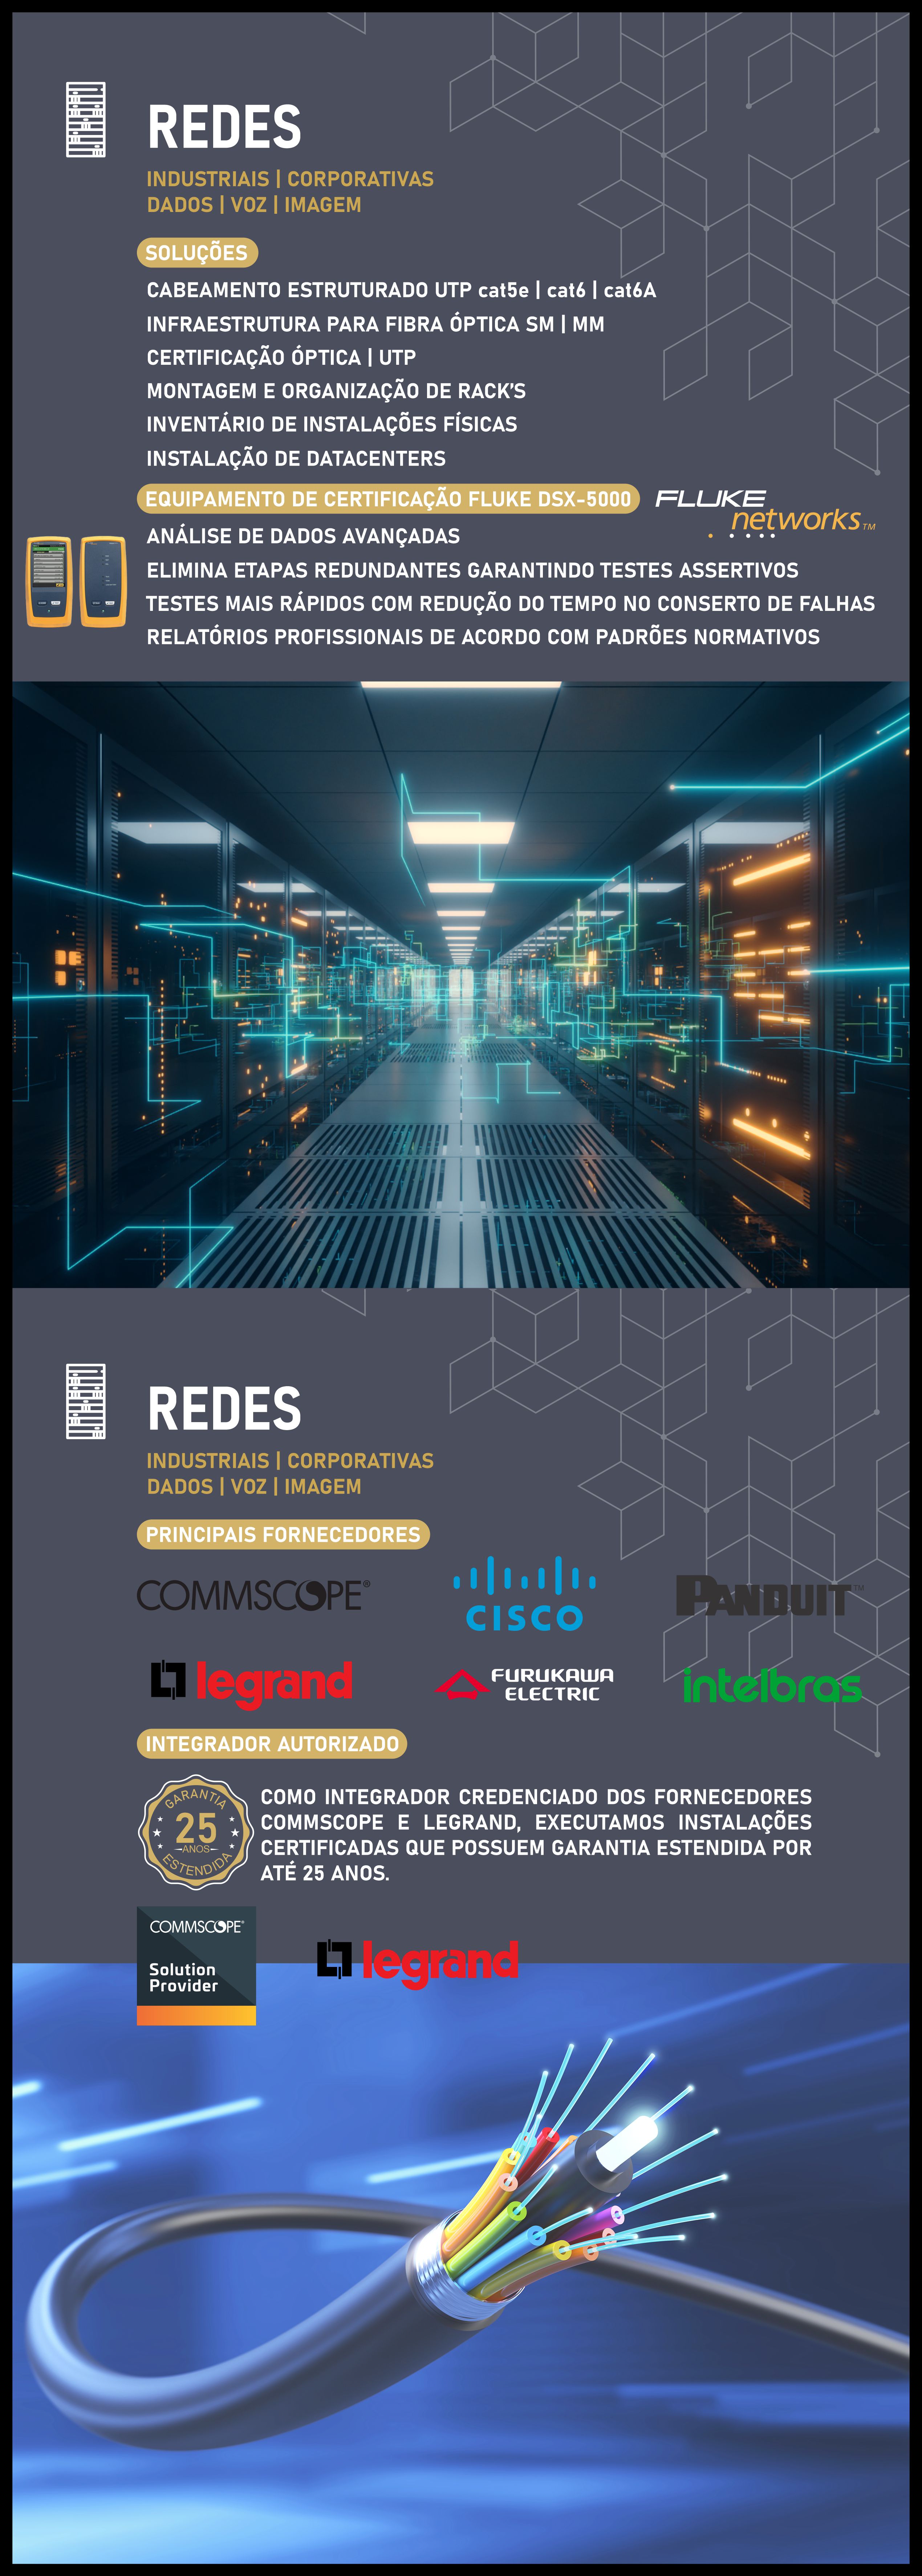 REDES
INDUSTRIAIS | CORPORATIVAS
DADOS | VOZ | IMAGEM
SOLUÇÕES
CABEAMENTO ESTRUTURADO UTP cat5e | cat6 | cat6A
INFRAESTRUTURA PARA FIBRA ÓPTICA SM | MM
CERTIFICAÇÃO ÓPTICA | UTP
MONTAGEM E ORGANIZAÇÃO DE RACK'S
INVENTÁRIO DE INSTALAÇÕES FÍSICAS
INSTALAÇÃO DE DATACENTERS
EQUIPAMENTO DE CERTIFICAÇÃO FLUKE DSX-5000
FLUKE
networks™
ANÁLISE DE DADOS AVANÇADAS
ELIMINA ETAPAS REDUNDANTES GARANTINDO TESTES ASSERTIVOS
TESTES MAIS RÁPIDOS COM REDUÇÃO DO TEMPO NO CONSERTO DE FALHAS
RELATÓRIOS PROFISSIONAIS DE ACORDO COM PADRÕES NORMATIVOS
REDES
INDUSTRIAIS | CORPORATIVAS
DADOS | VOZ | IMAGEM
PRINCIPAIS FORNECEDORES
COMMSCOPE®
CISCO
PANDUIT™
legrand
FURUKAWA
ELECTRIC
intelbras
INTEGRADOR AUTORIZADO
GARANTIA
25
ANOS
ESTENDIDA
COMO INTEGRADOR CREDENCIADO DOS FORNECEDORES
COMMSCOPE E LEGRAND, EXECUTAMOS INSTALAÇÕES
CERTIFICADAS QUE POSSUEM GARANTIA ESTENDIDA POR
ATÉ 25 ANOS.
COMMSCOPE®
Solution
Provider
legrand